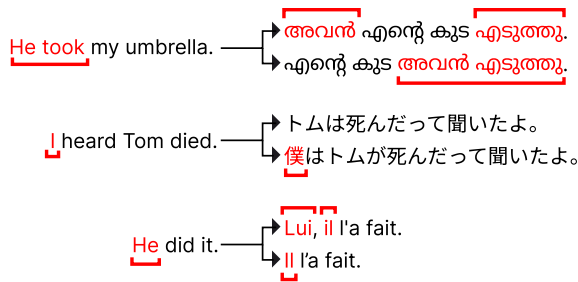 അവൻ എന്റെ കുട എടുത്തു.
He took my umbrella.
എന്റെ കുട അവൻ എടുത്തു.
トムは死んだって聞いたよ。
I heard Tom died.
僕はトムが死んだって聞いたよ。
Lui, il l'a fait.
He did it.
Il l’a fait.